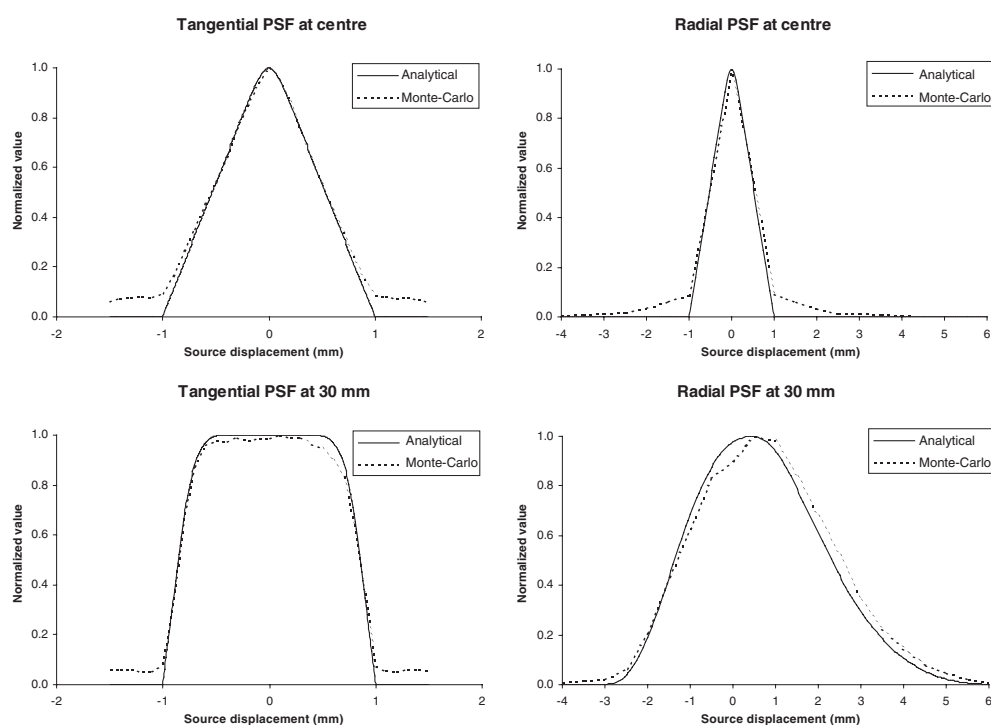 Tangential PSF at centre
Normalized value
1.0
0.8
0.6
0.4
0.2
0.0
-2
-1
0
1
2
Source displacement (mm)
Analytical
Monte-Carlo
Radial PSF at centre
Normalized value
1.0
0.8
0.6
0.4
0.2
0.0
-4
-3
-2
-1
0
1
2
3
4
5
6
Source displacement (mm)
Analytical
Monte-Carlo
Tangential PSF at 30 mm
Normalized value
1.0
0.8
0.6
0.4
0.2
0.0
-2
-1
0
1
2
Source displacement (mm)
Analytical
Monte-Carlo
Radial PSF at 30 mm
Normalized value
1.0
0.8
0.6
0.4
0.2
0.0
-4
-3
-2
-1
0
1
2
3
4
5
6
Source displacement (mm)
Analytical
Monte-Carlo